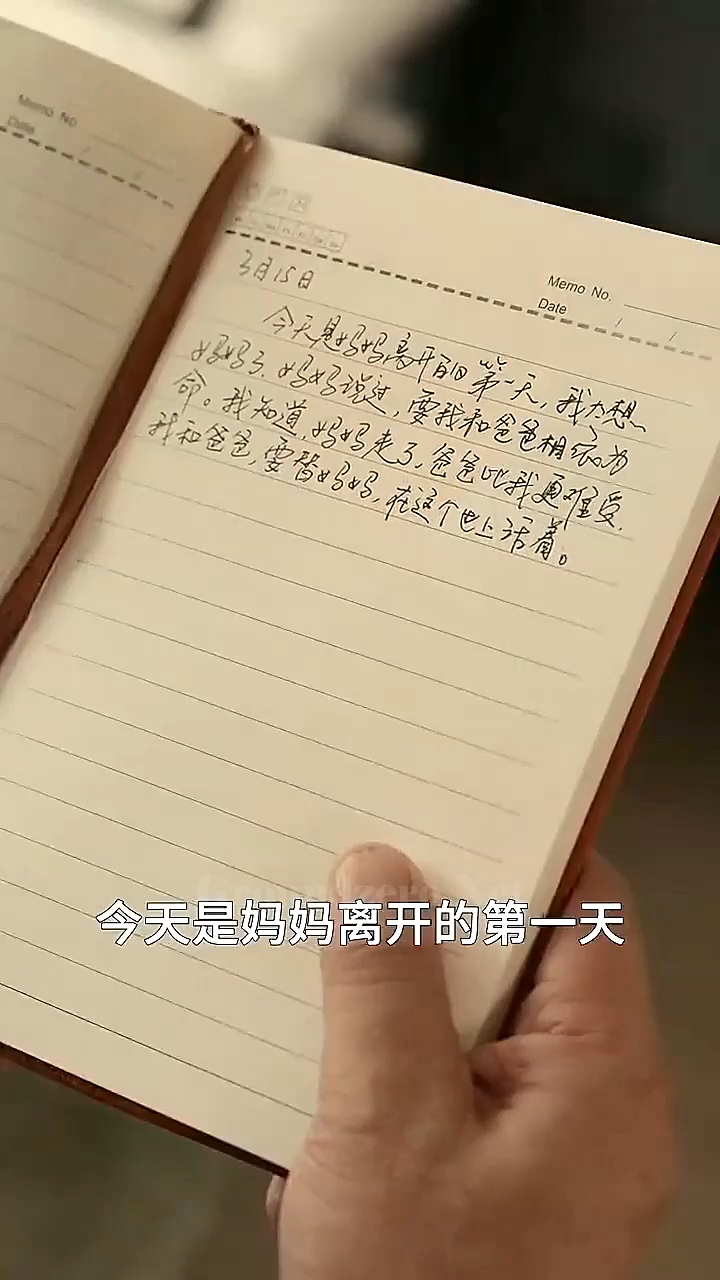 Memo No.
Date / /
Memo No.
Date / /
3月15日
今天是妈妈离开的第一天,我太想
妈妈了.妈妈说过,要我和爸爸相依为
命。我知道,妈妈走了,爸爸比我更难受.
我和爸爸,要替妈妈,在这个世上活着。
今天是妈妈离开的第一天